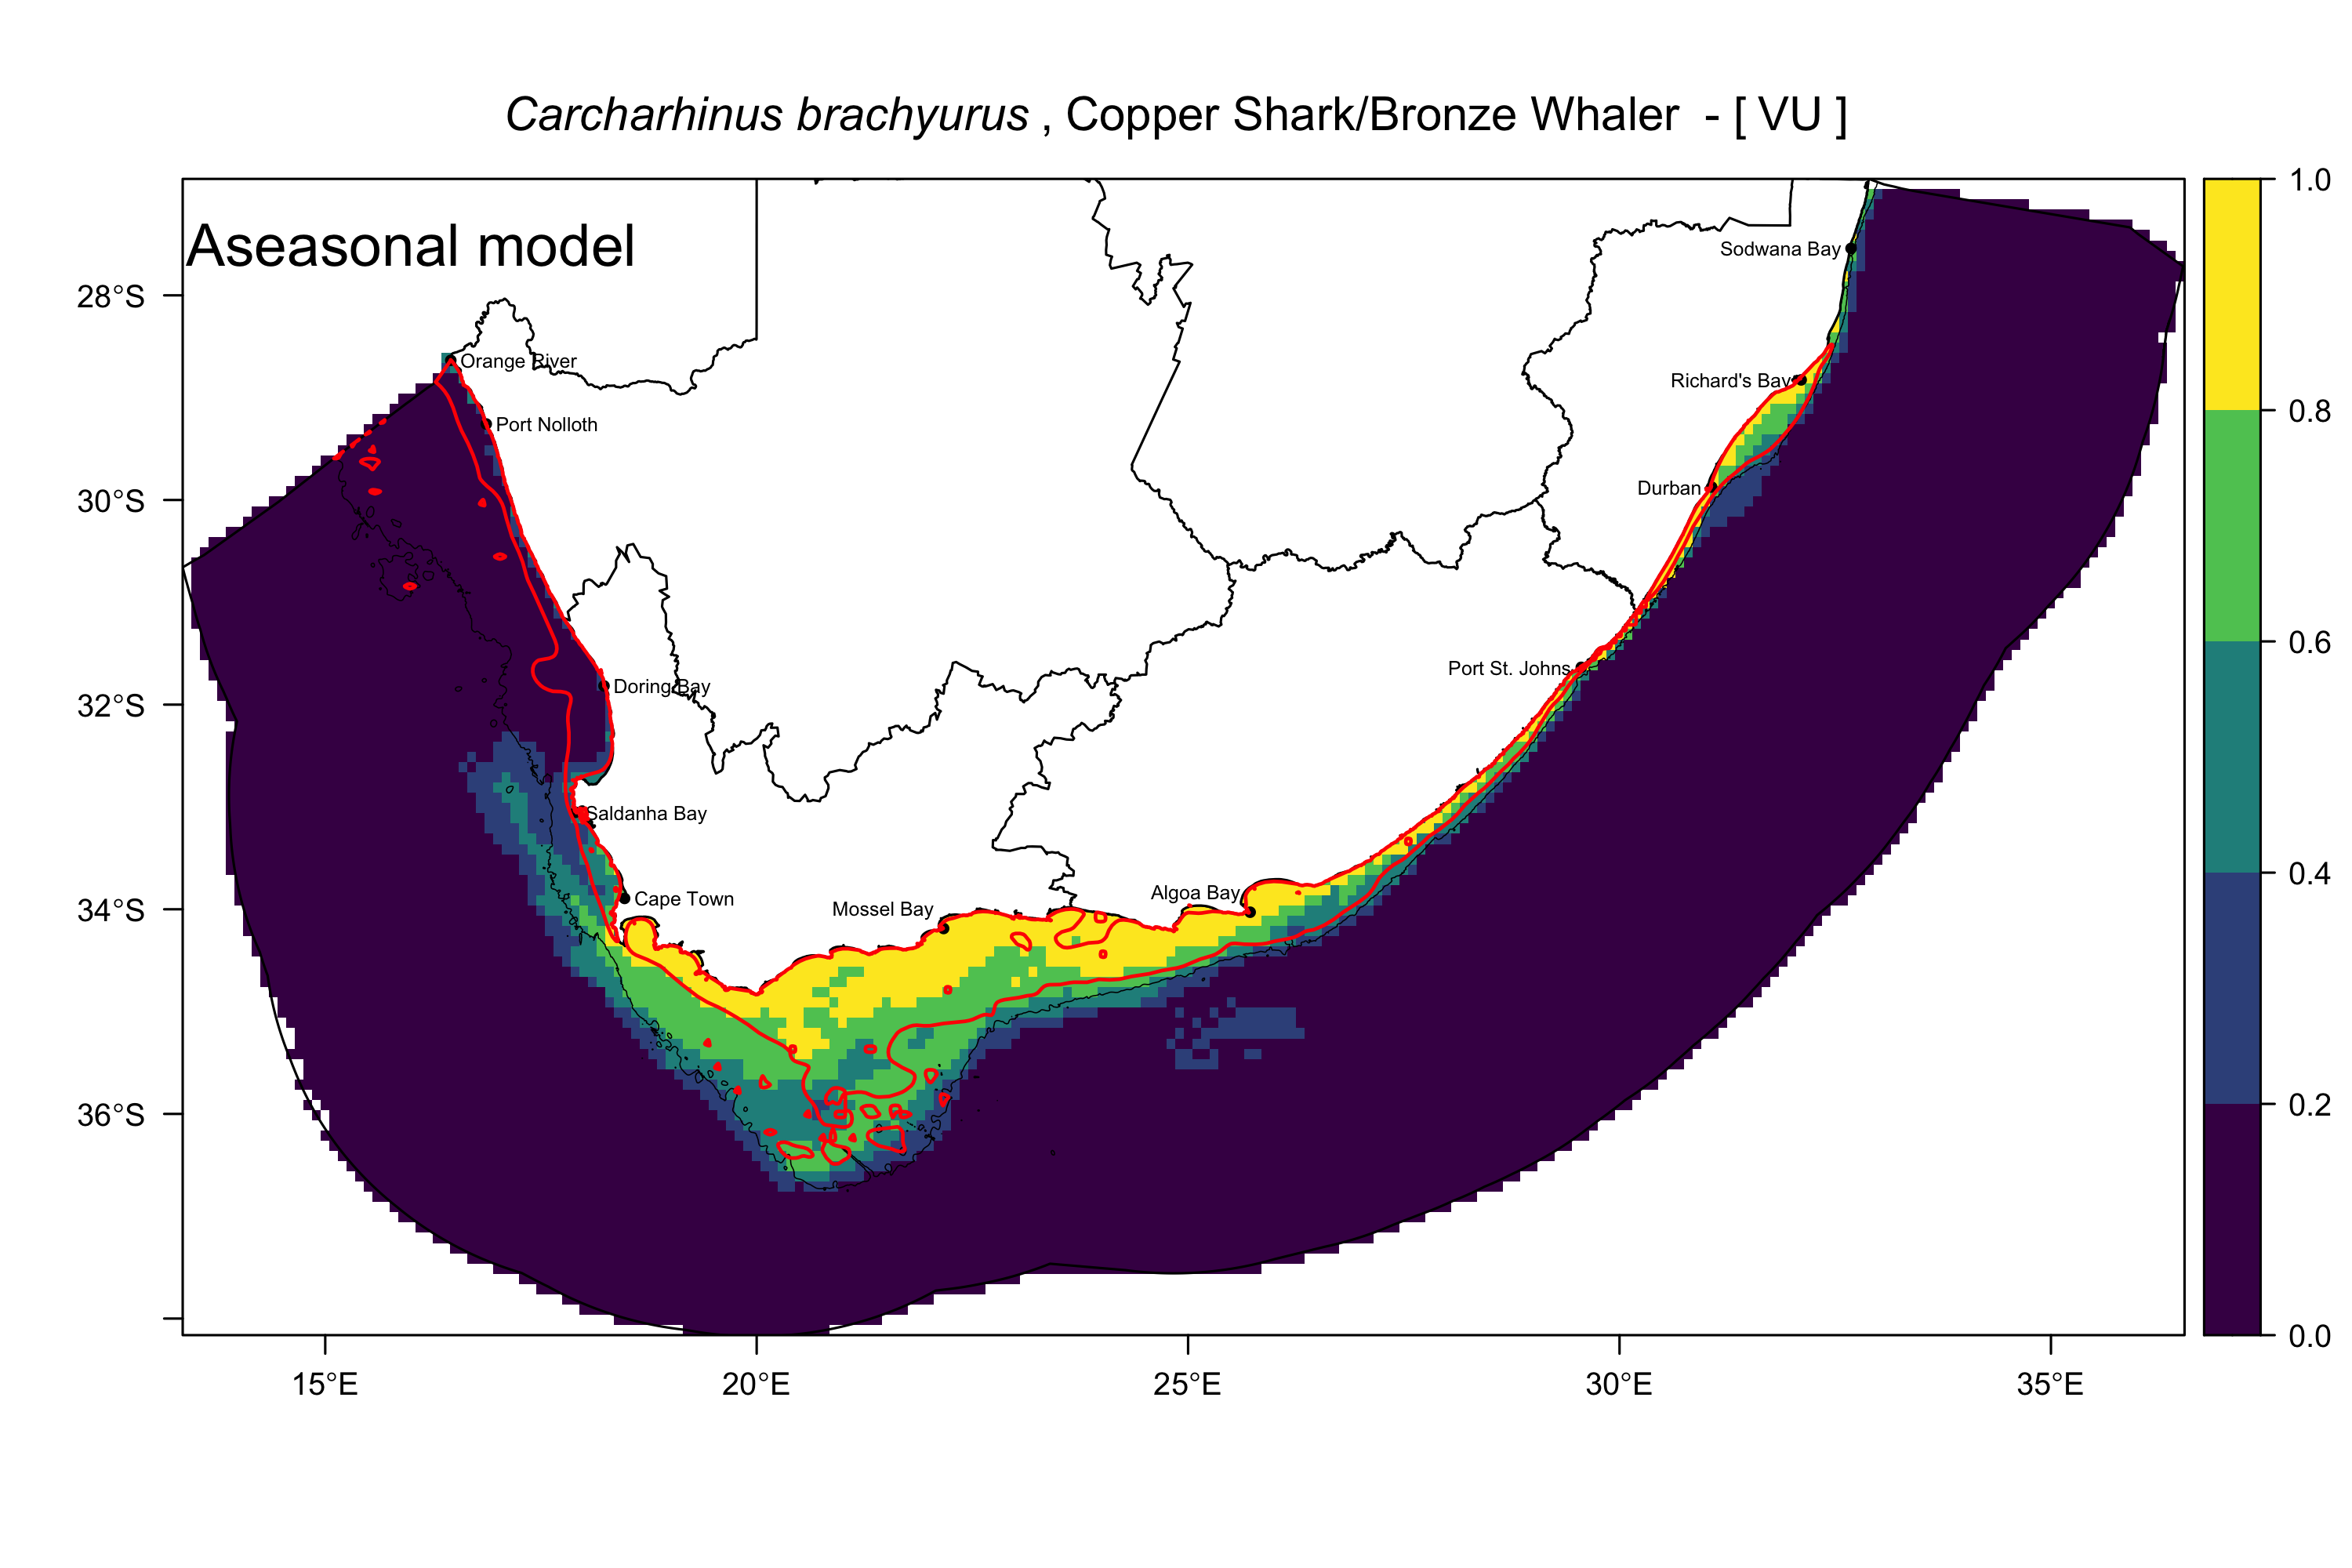 Carcharhinus brachyurus , Copper Shark/Bronze Whaler - [ VU ]
Aseasonal model
1.0
0.8
0.6
0.4
0.2
0.0
28°S
30°S
32°S
34°S
36°S
15°E
20°E
25°E
30°E
35°E
Sodwana Bay
Orange River
Richard's Bay
Port Nolloth
Durban
Port St. Johns
Doring Bay
Saldanha Bay
Algoa Bay
Cape Town
Mossel Bay